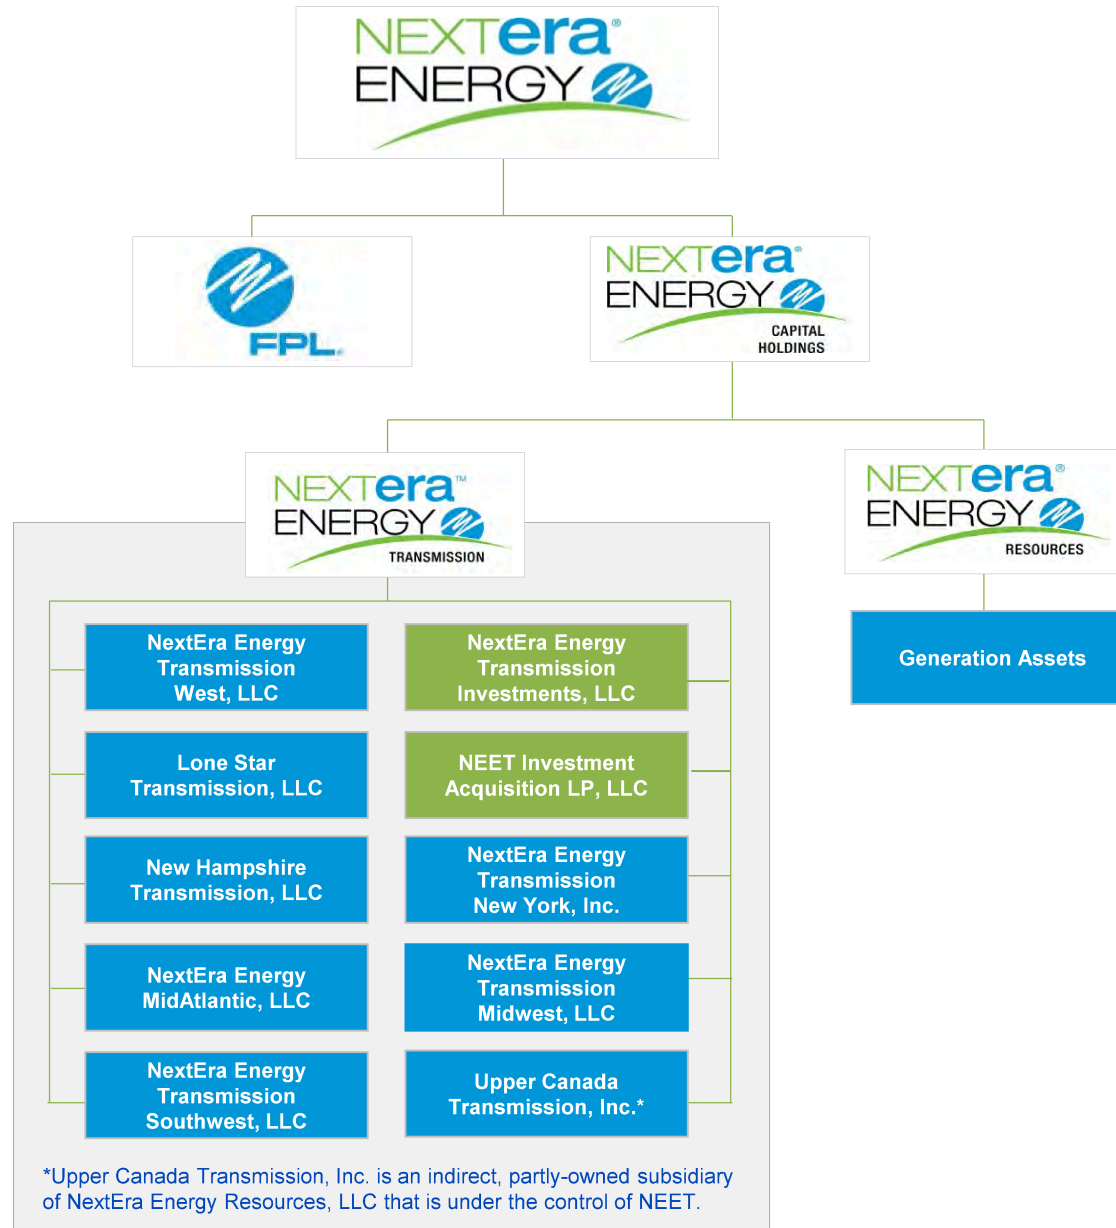 NEXTera®
ENERGY
FPL®
NEXTera®
ENERGY
CAPITAL
HOLDINGS
NEXTera™
ENERGY
TRANSMISSION
NEXTera®
ENERGY
RESOURCES
NextEra Energy
Transmission
West, LLC
NextEra Energy
Transmission
Investments, LLC
Generation Assets
Lone Star
Transmission, LLC
NEET Investment
Acquisition LP, LLC
New Hampshire
Transmission, LLC
NextEra Energy
Transmission
New York, Inc.
NextEra Energy
MidAtlantic, LLC
NextEra Energy
Transmission
Midwest, LLC
NextEra Energy
Transmission
Southwest, LLC
Upper Canada
Transmission, Inc.*
*Upper Canada Transmission, Inc. is an indirect, partly-owned subsidiary
of NextEra Energy Resources, LLC that is under the control of NEET.